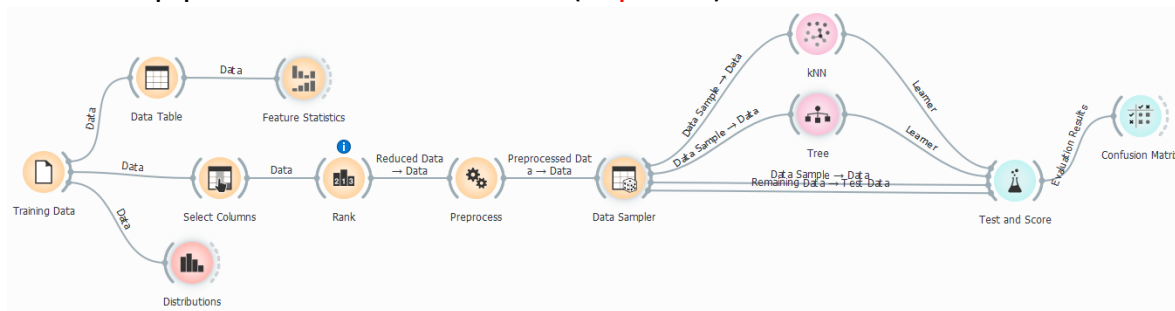 Data
Data
kNN
Data Table
Feature Statistics
Data
Data Sample → Data
Learner
Data Sample → Data
Learner
Evaluation Results
Confusion Matri
Data
Data
Reduced Data
→ Data
Preprocessed Dat
a → Data
Tree
Data Sample → Data
Remaining Data → Test Data
Training Data
Select Columns
Rank
Preprocess
Data Sampler
Test and Score
Data
Distributions